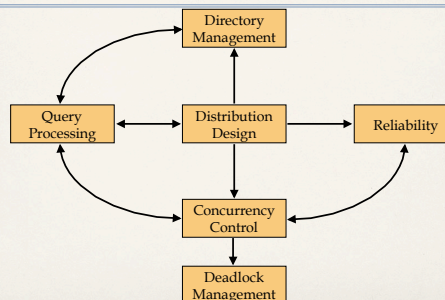 Directory
Management
Query
Processing
Distribution
Design
Reliability
Concurrency
Control
Deadlock
Management